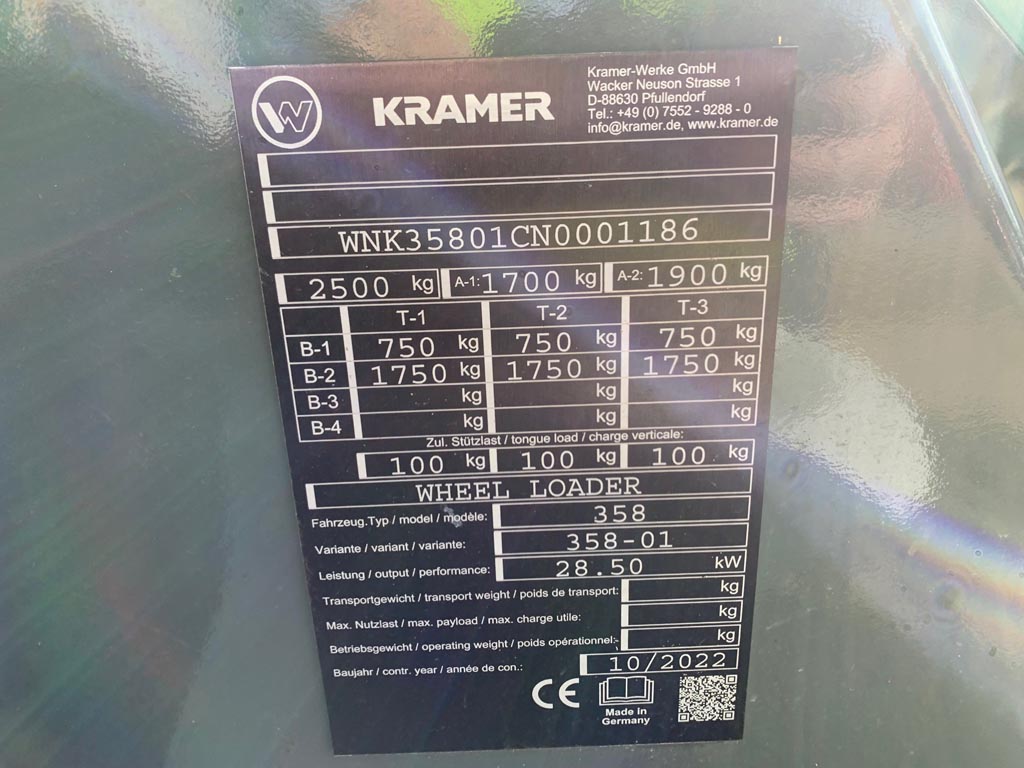 W
KRAMER
Kramer-Werke GmbH
Wacker Neuson Strasse 1
D-88630 Pfullendorf
Tel.: +49 (0) 7552 - 9288 - 0
info@kramer.de, www.kramer.de
WNK35801CN0001186
2500 kg A-1: 1700 kg A-2: 1900 kg
T-1 T-2 T-3
B-1 750 kg 750 kg 750 kg
B-2 1750 kg 1750 kg 1750 kg
B-3 kg kg kg
B-4 kg kg kg
Zul. Stützlast / tongue load / charge verticale:
100 kg 100 kg 100 kg
WHEEL LOADER
Fahrzeug.Typ / model / modèle: 358
Variante / variant / variante: 358-01
Leistung / output / performance: 28.50 kW
Transportgewicht / transport weight / poids de transport: kg
Max. Nutzlast / max. payload / max. charge utile: kg
Betriebsgewicht / operating weight / poids opérationnel: kg
Baujahr / contr. year / année de con.: 10/2022
CE
Made In
Germany